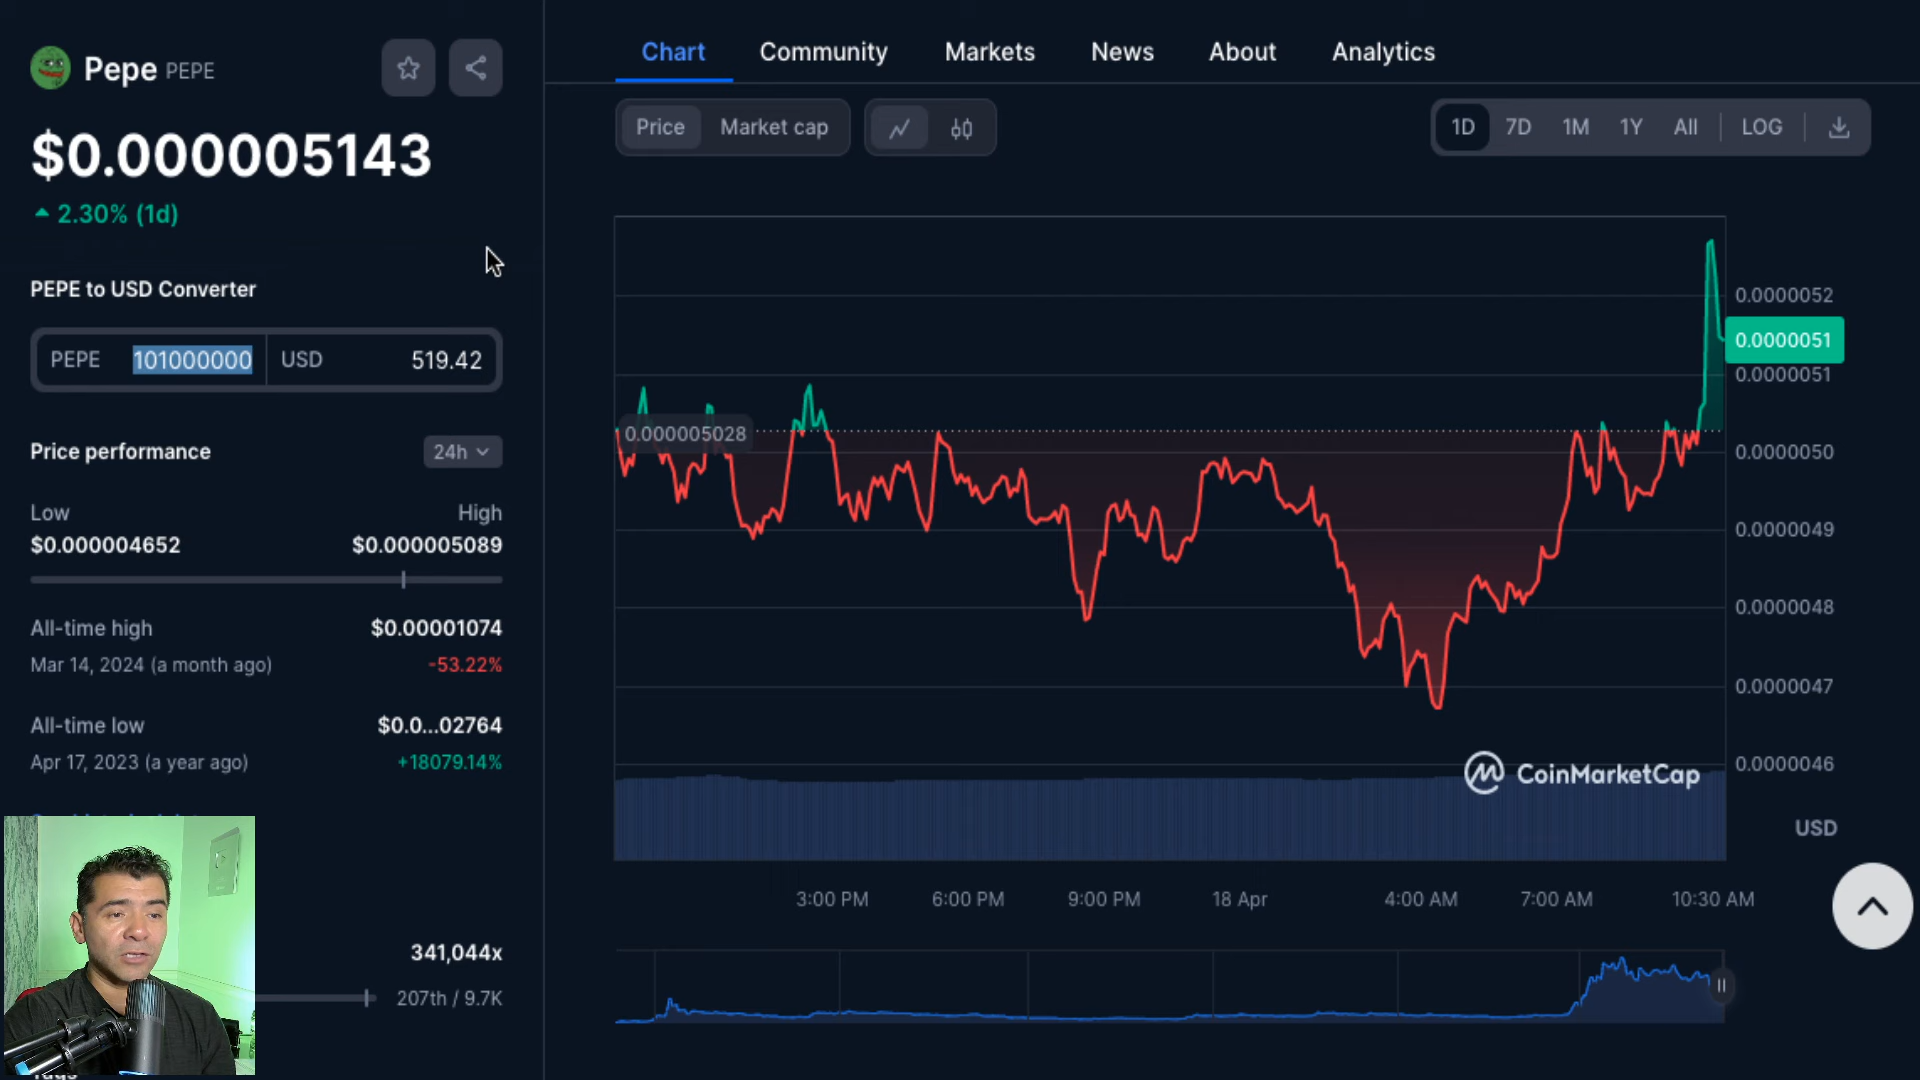 Pepe PEPE
$0.000005143
2.30% (1d)
PEPE to USD Converter
PEPE 101000000 USD 519.42
Price performance 24h
Low High
$0.000004652 $0.000005089
All-time high $0.00001074
Mar 14, 2024 (a month ago) -53.22%
All-time low $0.0...02764
Apr 17, 2023 (a year ago) +18079.14%
341,044x
207th / 9.7K
Tags
Chart Community Markets News About Analytics
Price Market cap
1D 7D 1M 1Y All LOG
0.0000052
0.0000051
0.0000051
0.000005028
0.0000050
0.0000049
0.0000048
0.0000047
0.0000046
CoinMarketCap
USD
3:00 PM 6:00 PM 9:00 PM 18 Apr 4:00 AM 7:00 AM 10:30 AM